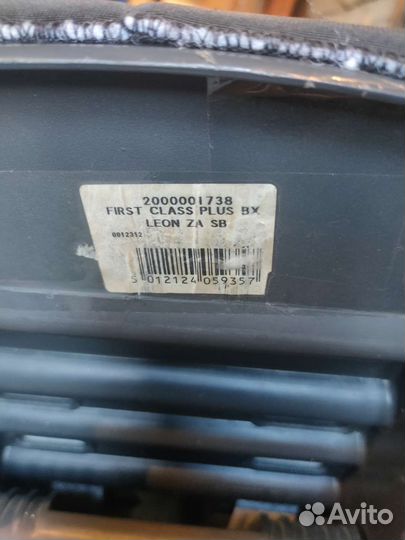 2000001738
FIRST CLASS PLUS BX
LEON ZA SB
0012312
5 012124 059357
Avito